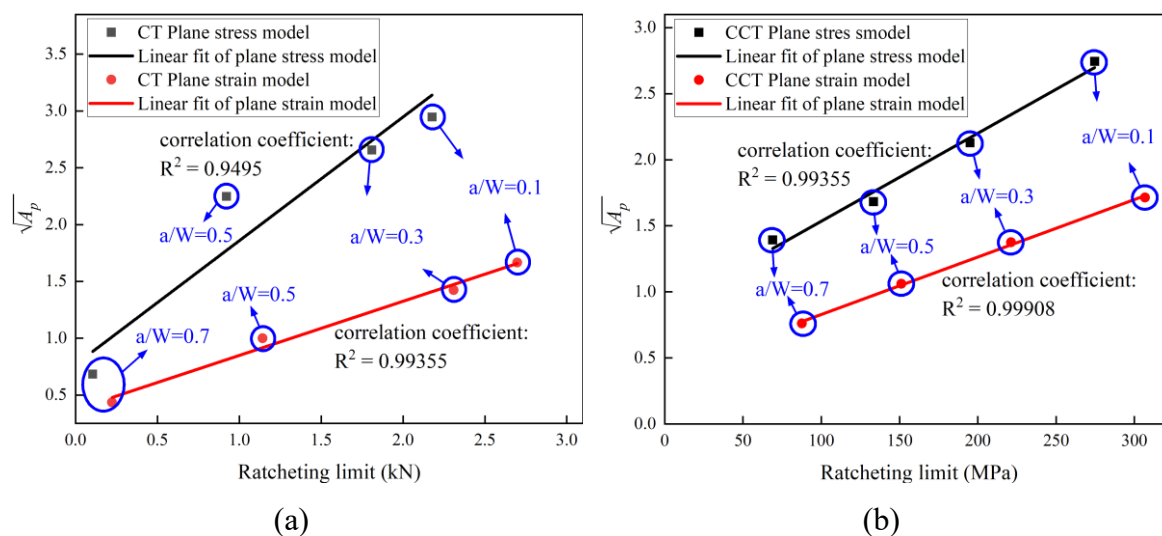 CT Plane stress model
Linear fit of plane stress model
CT Plane strain model
Linear fit of plane strain model
correlation coefficient:
R² = 0.9495
a/W=0.1
a/W=0.5
a/W=0.3
a/W=0.5
a/W=0.7
correlation coefficient:
R² = 0.99355
3.5
3.0
2.5
2.0
1.5
1.0
0.5
√Aₚ
0.0 0.5 1.0 1.5 2.0 2.5 3.0
Ratcheting limit (kN)
(a)
CCT Plane stres smodel
Linear fit of plane stress model
CCT Plane strain model
Linear fit of plane strain model
correlation coefficient:
R² = 0.99355
a/W=0.1
a/W=0.3
a/W=0.5
a/W=0.7
correlation coefficient:
R² = 0.99908
3.0
2.5
2.0
1.5
1.0
0.5
0.0
√Aₚ
0 50 100 150 200 250 300
Ratcheting limit (MPa)
(b)